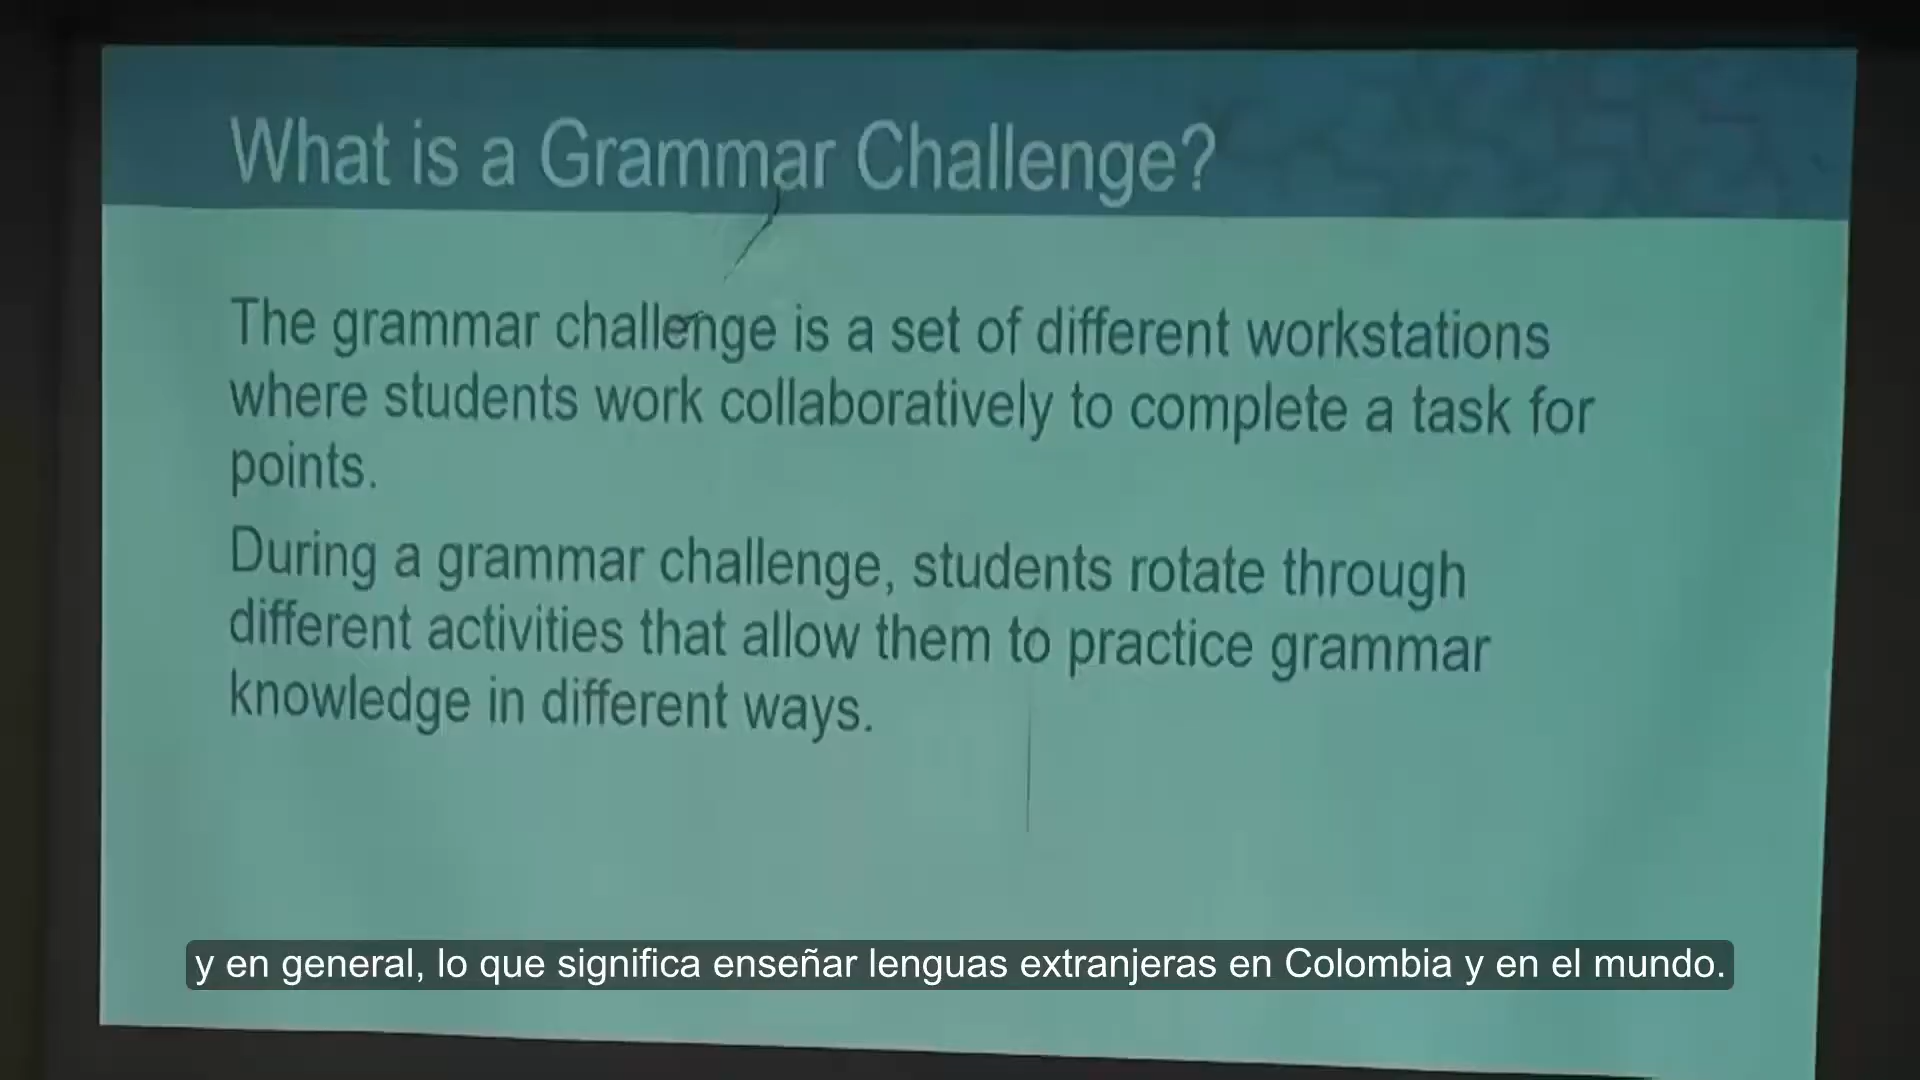 What is a Grammar Challenge?
The grammar challenge is a set of different workstations
where students work collaboratively to complete a task for
points.
During a grammar challenge, students rotate through
different activities that allow them to practice grammar
knowledge in different ways.
y en general, lo que significa enseñar lenguas extranjeras en Colombia y en el mundo.